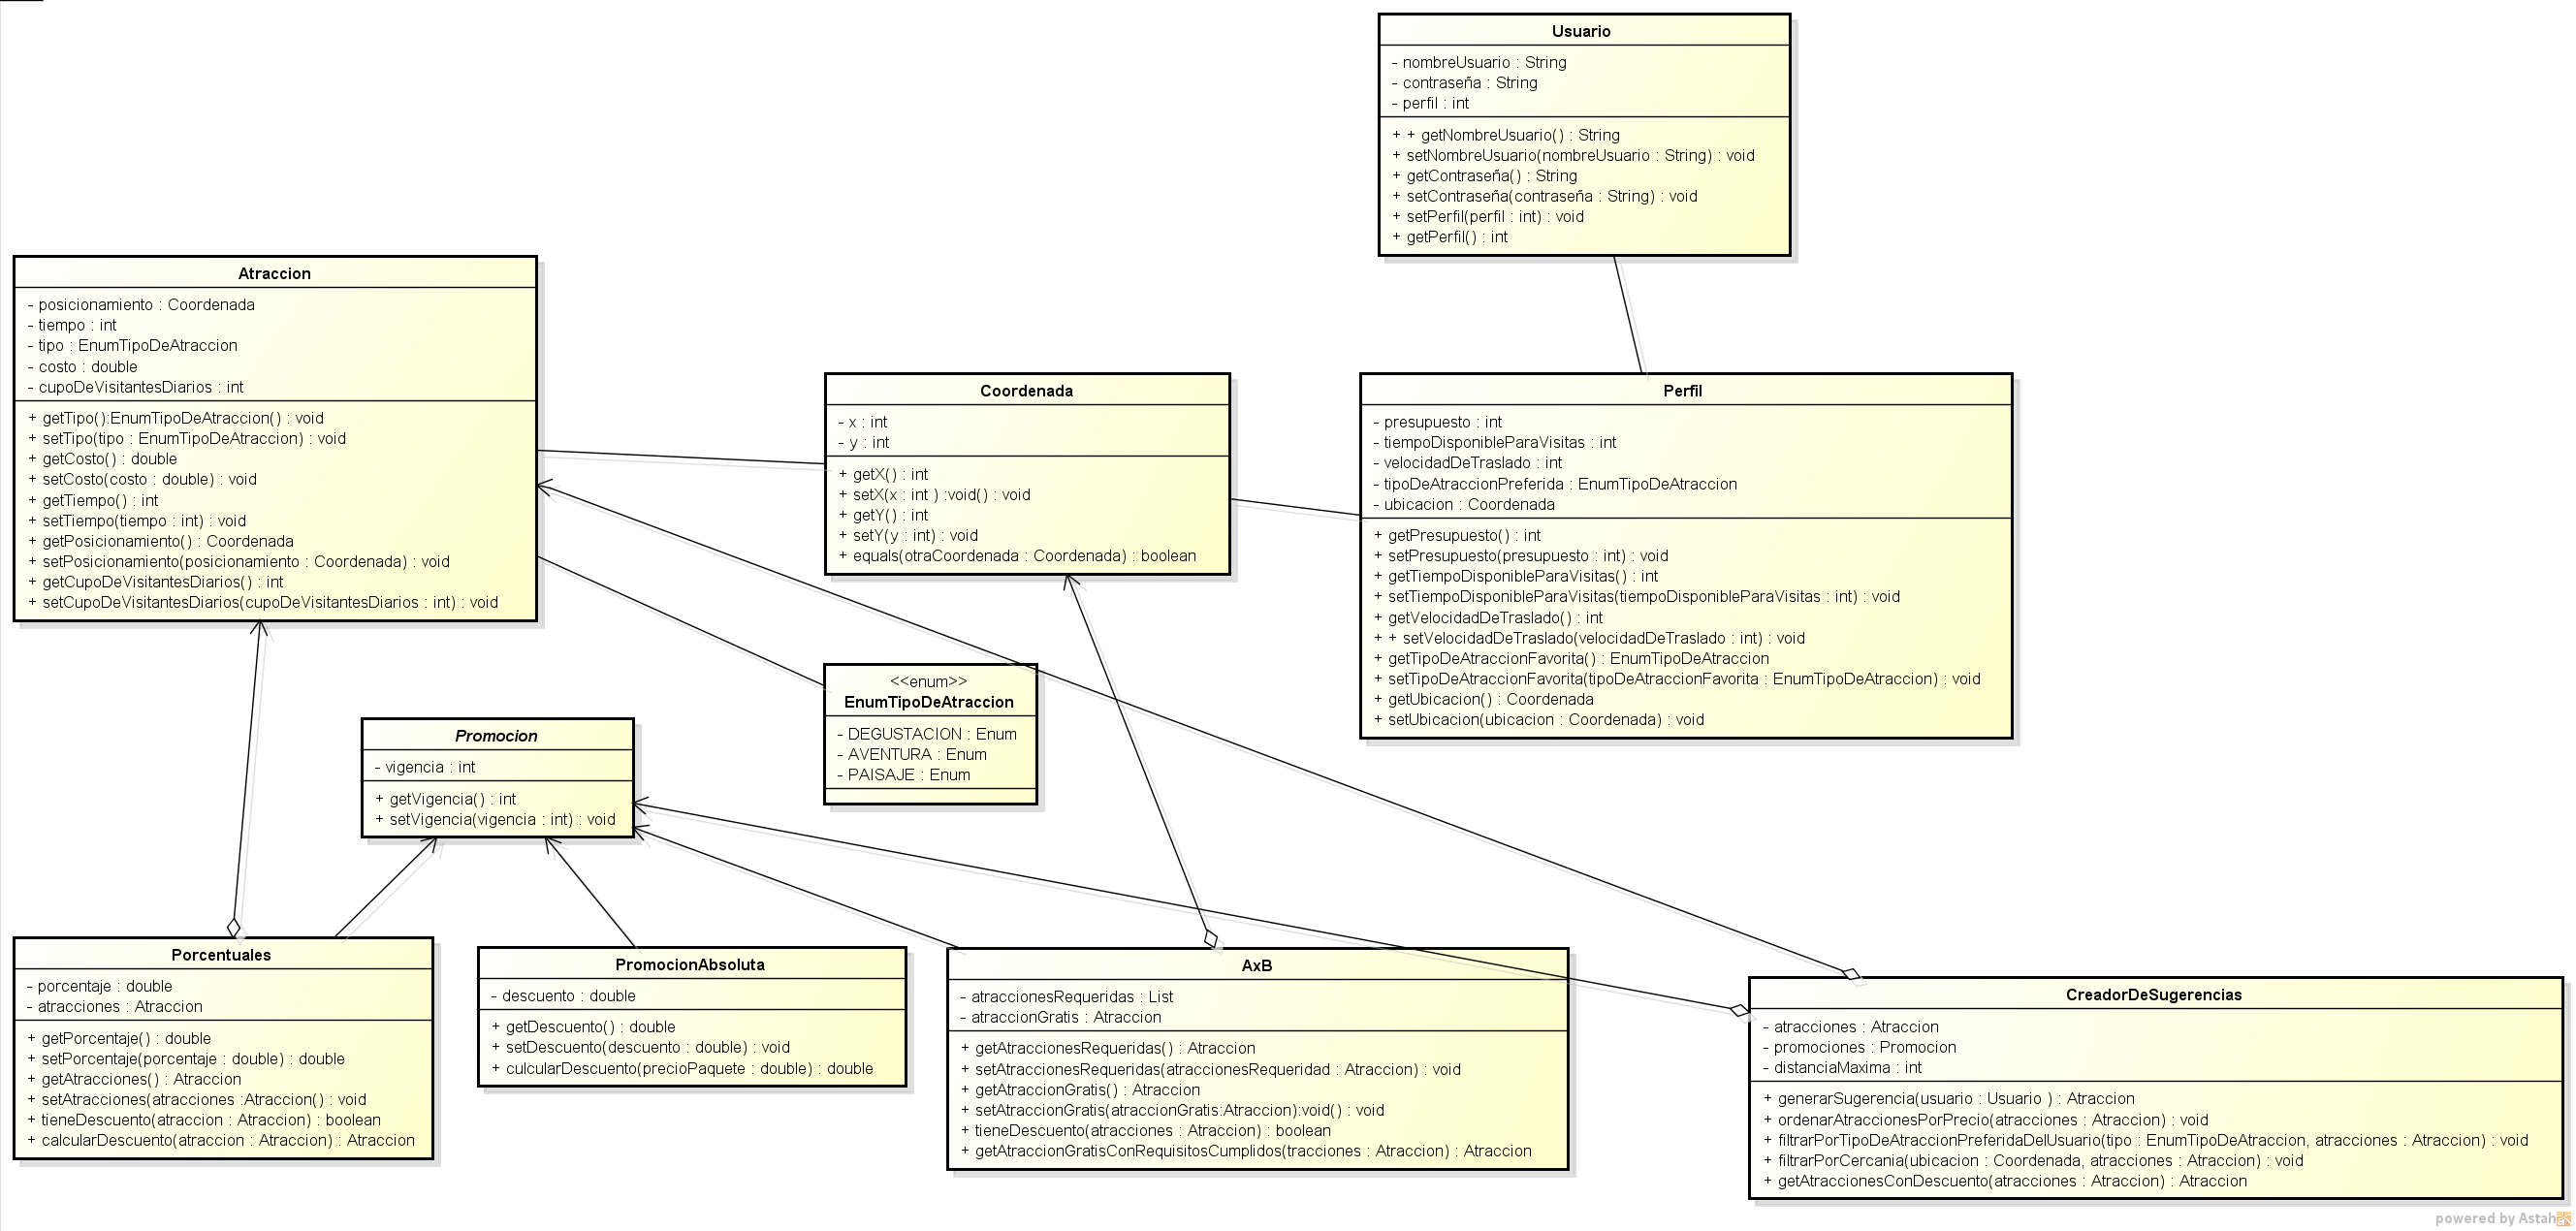 Usuario
- nombreUsuario : String
- contraseña : String
- perfil : int
+ + getNombreUsuario() : String
+ setNombreUsuario(nombreUsuario : String) : void
+ getContraseña() : String
+ setContraseña(contraseña : String) : void
+ setPerfil(perfil : int) : void
+ getPerfil() : int
Atraccion
- posicionamiento : Coordenada
- tiempo : int
- tipo : EnumTipoDeAtraccion
- costo : double
- cupoDeVisitantesDiarios : int
+ getTipo():EnumTipoDeAtraccion() : void
+ setTipo(tipo : EnumTipoDeAtraccion) : void
+ getCosto() : double
+ setCosto(costo : double) : void
+ getTiempo() : int
+ setTiempo(tiempo : int) : void
+ getPosicionamiento() : Coordenada
+ setPosicionamiento(posicionamiento : Coordenada) : void
+ getCupoDeVisitantesDiarios() : int
+ setCupoDeVisitantesDiarios(cupoDeVisitantesDiarios : int) : void
Coordenada
- x : int
- y : int
+ getX() : int
+ setX(x : int ) :void() : void
+ getY() : int
+ setY(y : int) : void
+ equals(otraCoordenada : Coordenada) : boolean
Perfil
- presupuesto : int
- tiempoDisponibleParaVisitas : int
- velocidadDeTraslado : int
- tipoDeAtraccionPreferida : EnumTipoDeAtraccion
- ubicacion : Coordenada
+ getPresupuesto() : int
+ setPresupuesto(presupuesto : int) : void
+ getTiempoDisponibleParaVisitas() : int
+ setTiempoDisponibleParaVisitas(tiempoDisponibleParaVisitas : int) : void
+ getVelocidadDeTraslado() : int
+ + setVelocidadDeTraslado(velocidadDeTraslado : int) : void
+ getTipoDeAtraccionFavorita() : EnumTipoDeAtraccion
+ setTipoDeAtraccionFavorita(tipoDeAtraccionFavorita : EnumTipoDeAtraccion) : void
+ getUbicacion() : Coordenada
+ setUbicacion(ubicacion : Coordenada) : void
<<enum>>
EnumTipoDeAtraccion
- DEGUSTACION : Enum
- AVENTURA : Enum
- PAISAJE : Enum
Promocion
- vigencia : int
+ getVigencia() : int
+ setVigencia(vigencia : int) : void
Porcentuales
- porcentaje : double
- atracciones : Atraccion
+ getPorcentaje() : double
+ setPorcentaje(porcentaje : double) : double
+ getAtracciones() : Atraccion
+ setAtracciones(atracciones :Atraccion() : void
+ tieneDescuento(atraccion : Atraccion) : boolean
+ calcularDescuento(atraccion : Atraccion) : Atraccion
PromocionAbsoluta
- descuento : double
+ getDescuento() : double
+ setDescuento(descuento : double) : void
+ culcularDescuento(precioPaquete : double) : double
AxB
- atraccionesRequeridas : List
- atraccionGratis : Atraccion
+ getAtraccionesRequeridas() : Atraccion
+ setAtraccionesRequeridas(atraccionesRequeridad : Atraccion) : void
+ getAtraccionGratis() : Atraccion
+ setAtraccionGratis(atraccionGratis:Atraccion):void() : void
+ tieneDescuento(atracciones : Atraccion) : boolean
+ getAtraccionGratisConRequisitosCumplidos(tracciones : Atraccion) : Atraccion
CreadorDeSugerencias
- atracciones : Atraccion
- promociones : Promocion
- distanciaMaxima : int
+ generarSugerencia(usuario : Usuario ) : Atraccion
+ ordenarAtraccionesPorPrecio(atracciones : Atraccion) : void
+ filtrarPorTipoDeAtraccionPreferidaDelUsuario(tipo : EnumTipoDeAtraccion, atracciones : Atraccion) : void
+ filtrarPorCercania(ubicacion : Coordenada, atracciones : Atraccion) : void
+ getAtraccionesConDescuento(atracciones : Atraccion) : Atraccion
powered by Astah